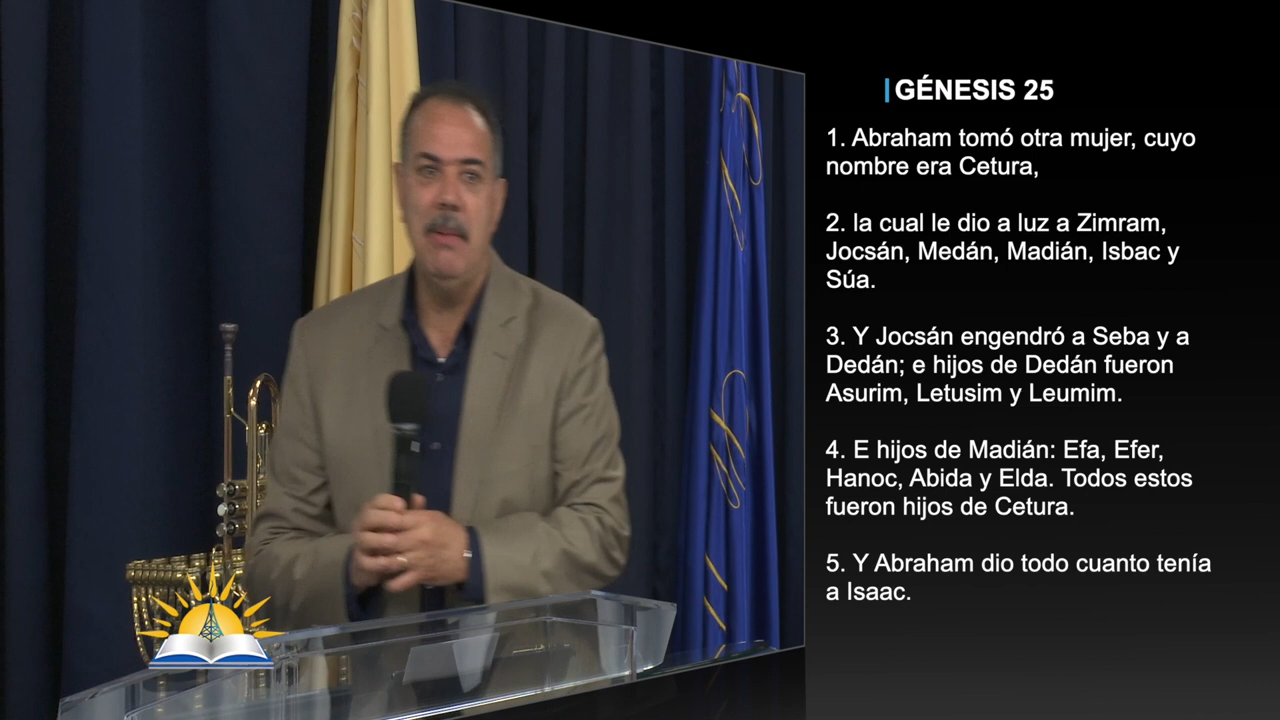 GÉNESIS 25
1. Abraham tomó otra mujer, cuyo
nombre era Cetura,
2. la cual le dio a luz a Zimram,
Jocsán, Medán, Madián, Isbac y
Súa.
3. Y Jocsán engendró a Seba y a
Dedán; e hijos de Dedán fueron
Asurim, Letusim y Leumim.
4. E hijos de Madián: Efa, Efer,
Hanoc, Abida y Elda. Todos estos
fueron hijos de Cetura.
5. Y Abraham dio todo cuanto tenía
a Isaac.